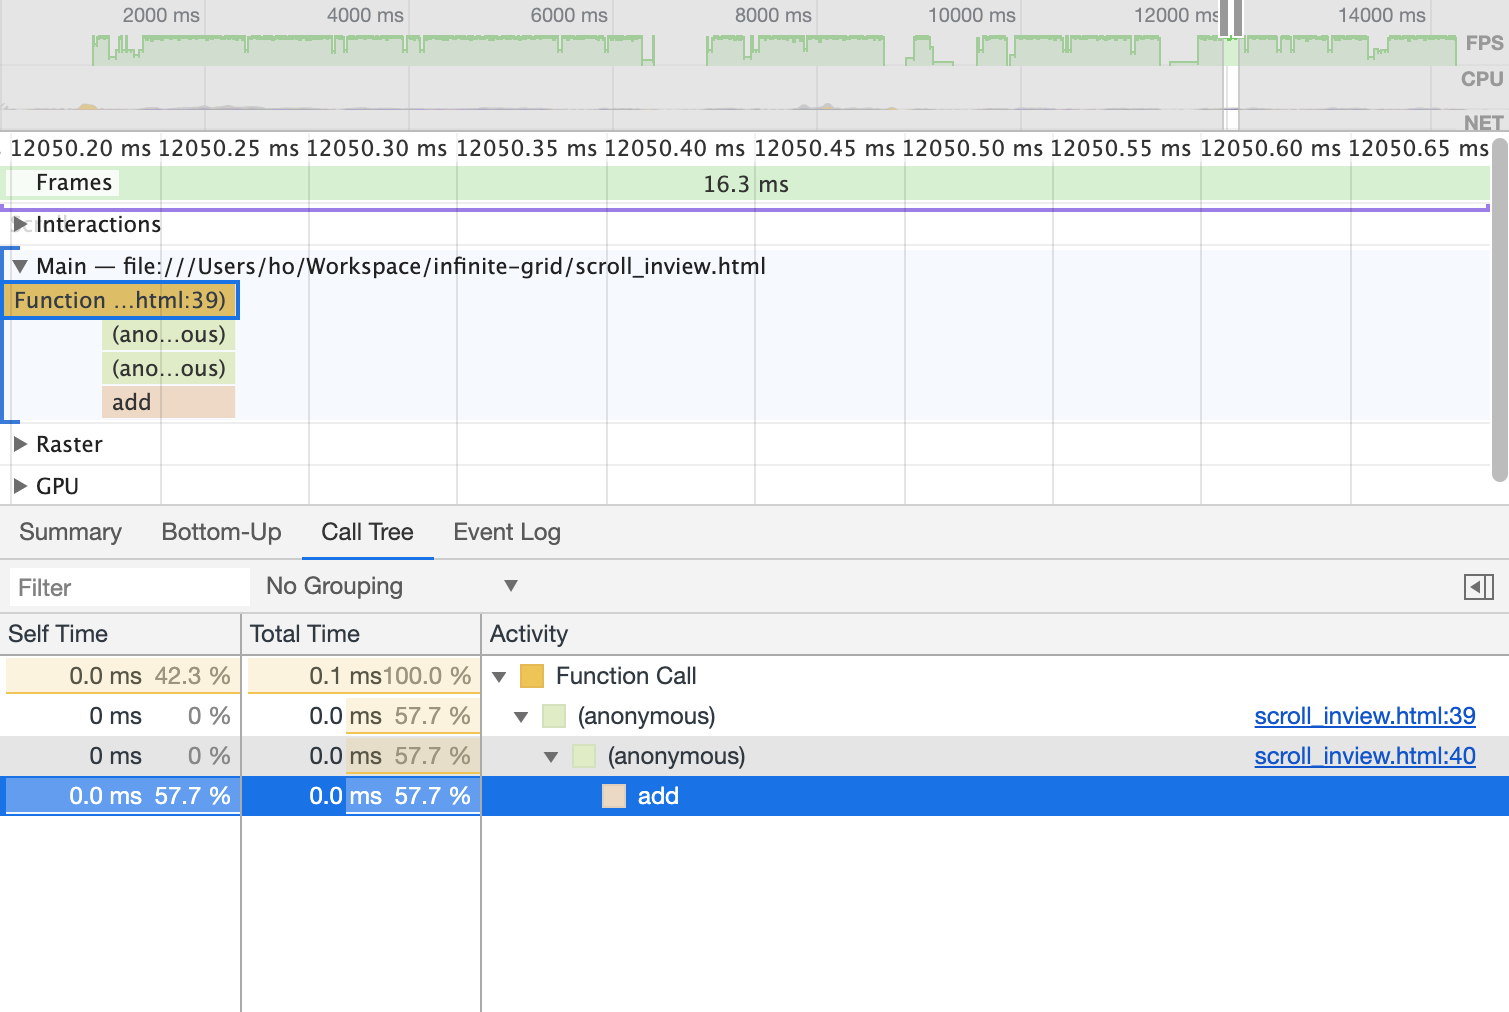 2000 ms 4000 ms 6000 ms 8000 ms 10000 ms 12000 ms 14000 ms
FPS
CPU
NET
12050.20 ms 12050.25 ms 12050.30 ms 12050.35 ms 12050.40 ms 12050.45 ms 12050.50 ms 12050.55 ms 12050.60 ms 12050.65 ms
Frames 16.3 ms
Interactions
Main — file:///Users/ho/Workspace/infinite-grid/scroll_inview.html
Function …html:39)
(ano…ous)
(ano…ous)
add
Raster
GPU
Summary Bottom-Up Call Tree Event Log
Filter No Grouping
Self Time Total Time Activity
0.0 ms 42.3 % 0.1 ms 100.0 % Function Call
0 ms 0 % 0.0 ms 57.7 % (anonymous) scroll_inview.html:39
0 ms 0 % 0.0 ms 57.7 % (anonymous) scroll_inview.html:40
0.0 ms 57.7 % 0.0 ms 57.7 % add